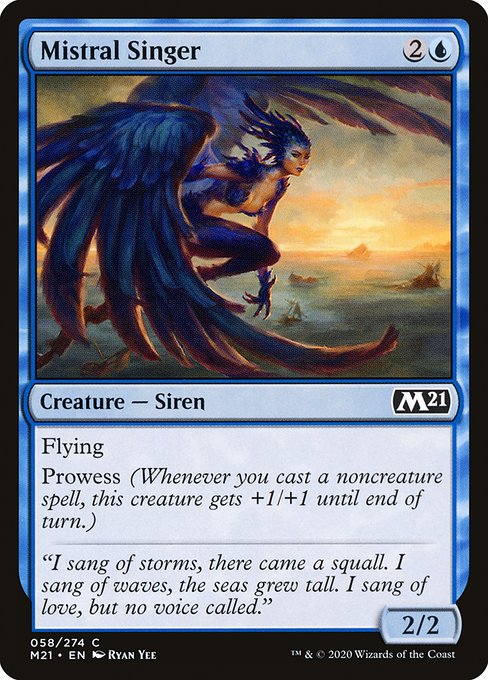 Mistral Singer 2
Creature — Siren M21
Flying
Prowess (Whenever you cast a noncreature
spell, this creature gets +1/+1 until end of
turn.)
“I sang of storms, there came a squall. I
sang of waves, the seas grew tall. I sang of
love, but no voice called.”
2/2
058/274 C
M21 • EN Ryan Yee ™ & © 2020 Wizards of the Coast